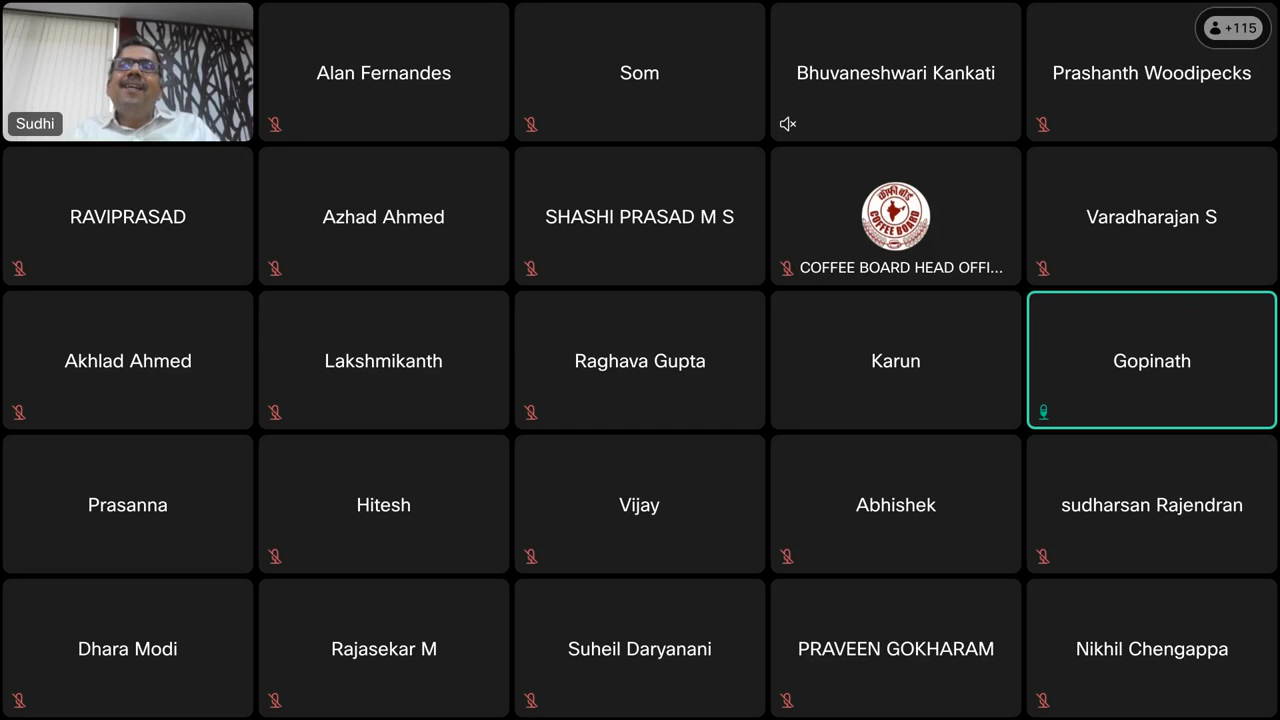 +115
Sudhi
Alan Fernandes
Som
Bhuvaneshwari Kankati
Prashanth Woodipecks
RAVIPRASAD
Azhad Ahmed
SHASHI PRASAD M S
कॉफी बोर्ड
COFFEE BOARD
COFFEE BOARD HEAD OFFI...
Varadharajan S
Akhlad Ahmed
Lakshmikanth
Raghava Gupta
Karun
Gopinath
Prasanna
Hitesh
Vijay
Abhishek
sudharsan Rajendran
Dhara Modi
Rajasekar M
Suheil Daryanani
PRAVEEN GOKHARAM
Nikhil Chengappa